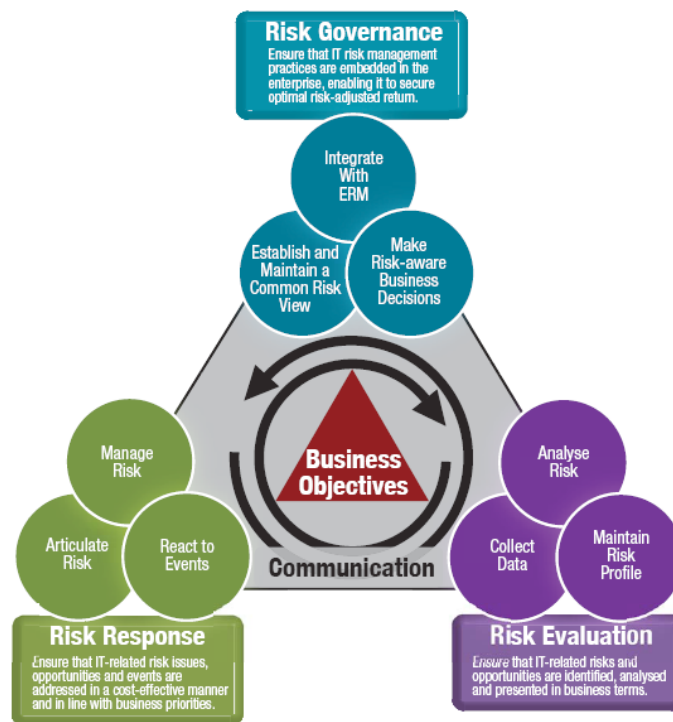 Risk Governance
Ensure that IT risk management
practices are embedded in the
enterprise, enabling it to secure
optimal risk-adjusted return.
Integrate
With
ERM
Establish and
Maintain a
Common Risk
View
Make
Risk-aware
Business
Decisions
Business
Objectives
Communication
Manage
Risk
Articulate
Risk
React to
Events
Risk Response
Ensure that IT-related risk issues,
opportunities and events are
addressed in a cost-effective manner
and in line with business priorities.
Analyse
Risk
Collect
Data
Maintain
Risk
Profile
Risk Evaluation
Ensure that IT-related risks and
opportunities are identified, analysed
and presented in business terms.